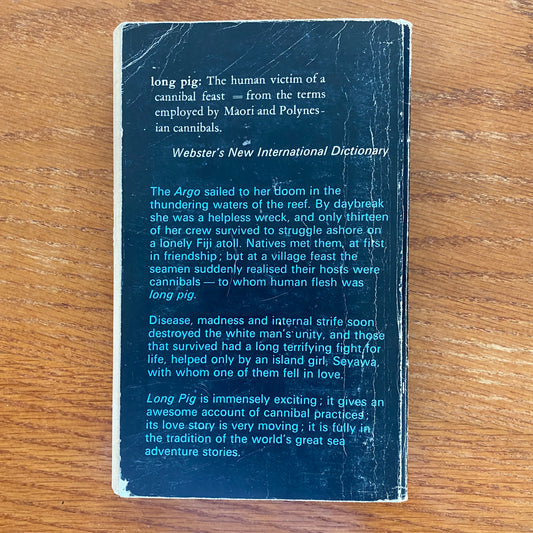 long pig: The human victim of a
cannibal feast — from the terms
employed by Maori and Polynes-
ian cannibals.
Webster's New International Dictionary
The Argo sailed to her doom in the
thundering waters of the reef. By daybreak
she was a helpless wreck, and only thirteen
of her crew survived to struggle ashore on
a lonely Fiji atoll. Natives met them, at first
in friendship; but at a village feast the
seamen suddenly realised their hosts were
cannibals — to whom human flesh was
long pig.
Disease, madness and internal strife soon
destroyed the white man's unity, and those
that survived had a long terrifying fight for
life, helped only by an island girl, Seyawa,
with whom one of them fell in love.
Long Pig is immensely exciting; it gives an
awesome account of cannibal practices;
its love story is very moving; it is fully in
the tradition of the world's great sea
adventure stories.